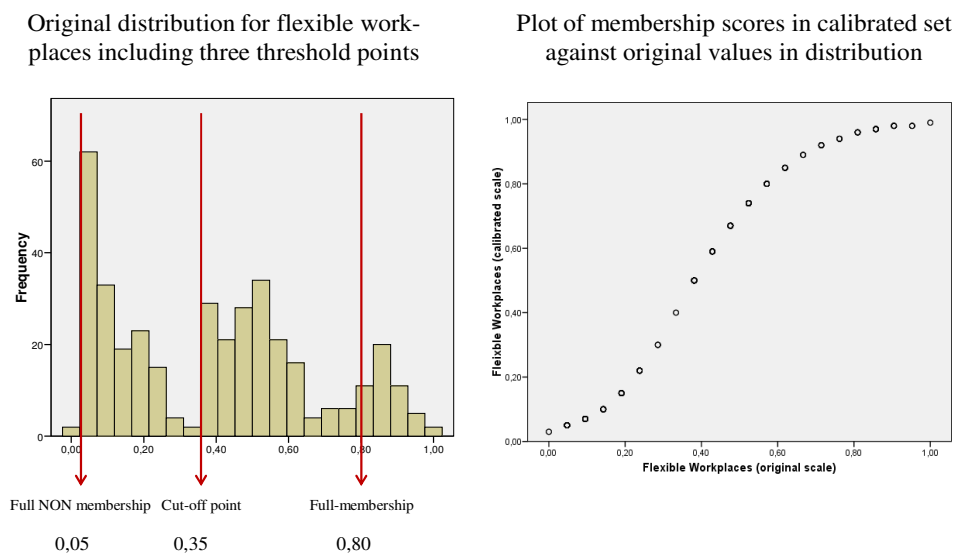 Original distribution for flexible work-
places including three threshold points
Frequency
60
40
20
0
0,00 0,20 0,40 0,60 0,80 1,00
Full NON membership Cut-off point Full-membership
0,05 0,35 0,80
Plot of membership scores in calibrated set
against original values in distribution
Fleixble Workplaces (calibrated scale)
1,00
0,80
0,60
0,40
0,20
0,00
0,00 0,20 0,40 0,60 0,80 1,00
Flexible Workplaces (original scale)